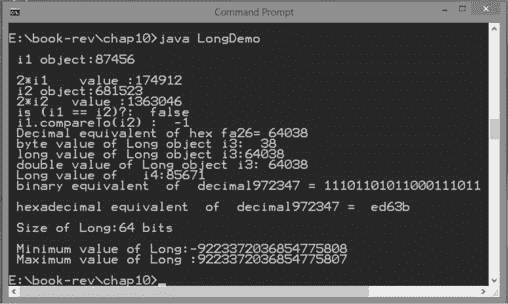 Command Prompt
E:\book-rev\chap10>java LongDemo
i1 object:87456
2*i1 value :174912
i2 object:681523
2*i2 value :1363046
is (i1 == i2)?: false
i1.compareTo(i2) : -1
Decimal equivalent of hex fa26= 64038
byte value of Long object i3: 38
long value of Long object i3:64038
double value of Long object i3: 64038
Long value of i4:85671
binary equivalent of decimal972347 = 11101101011000111011
hexadecimal equivalent of decimal972347 = ed63b
Size of Long:64 bits
Minimum value of Long:-9223372036854775808
Maximum value of Long :9223372036854775807
E:\book-rev\chap10>_